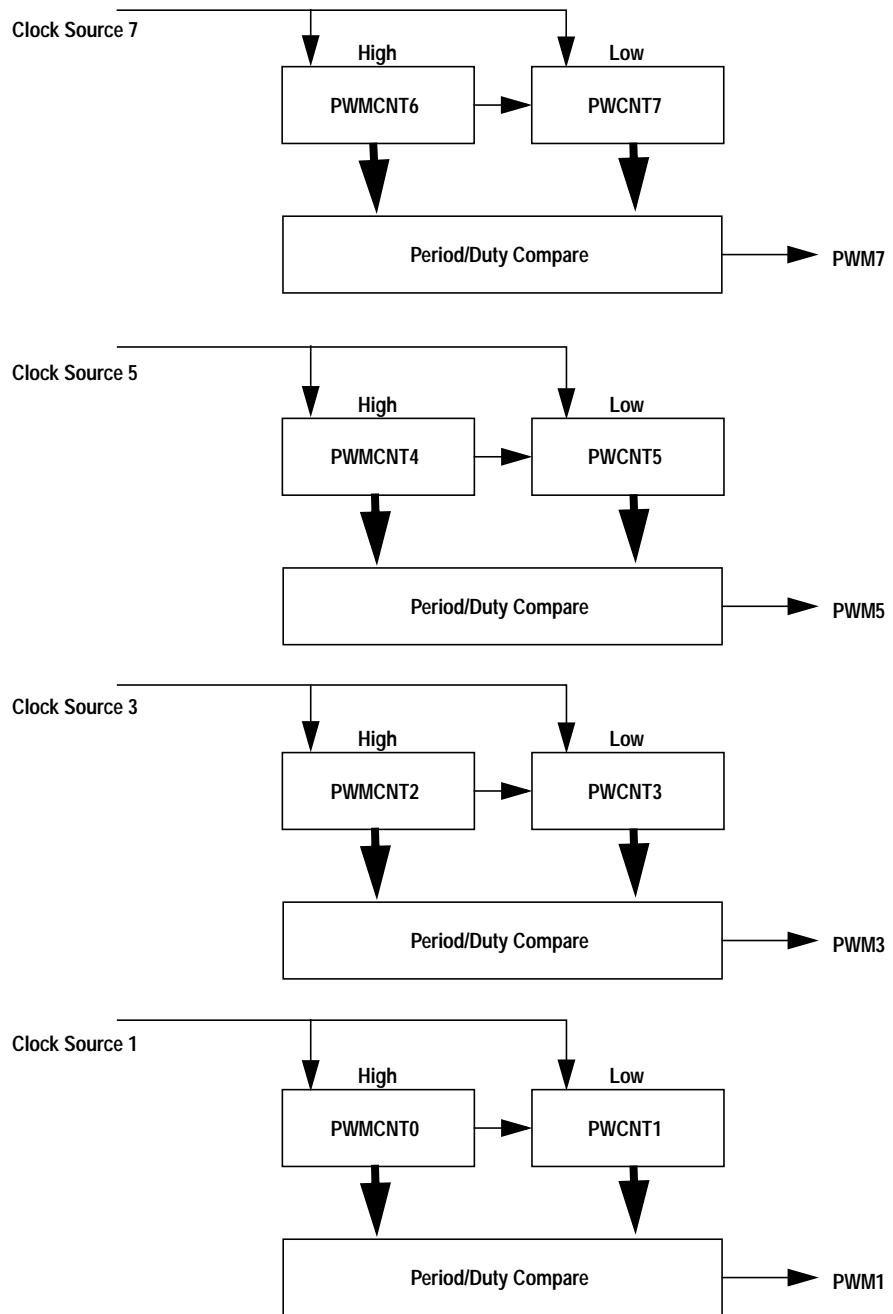 Clock Source 7
High
Low
PWMCNT6
PWCNT7
Period/Duty Compare
PWM7
Clock Source 5
High
Low
PWMCNT4
PWCNT5
Period/Duty Compare
PWM5
Clock Source 3
High
Low
PWMCNT2
PWCNT3
Period/Duty Compare
PWM3
Clock Source 1
High
Low
PWMCNT0
PWCNT1
Period/Duty Compare
PWM1